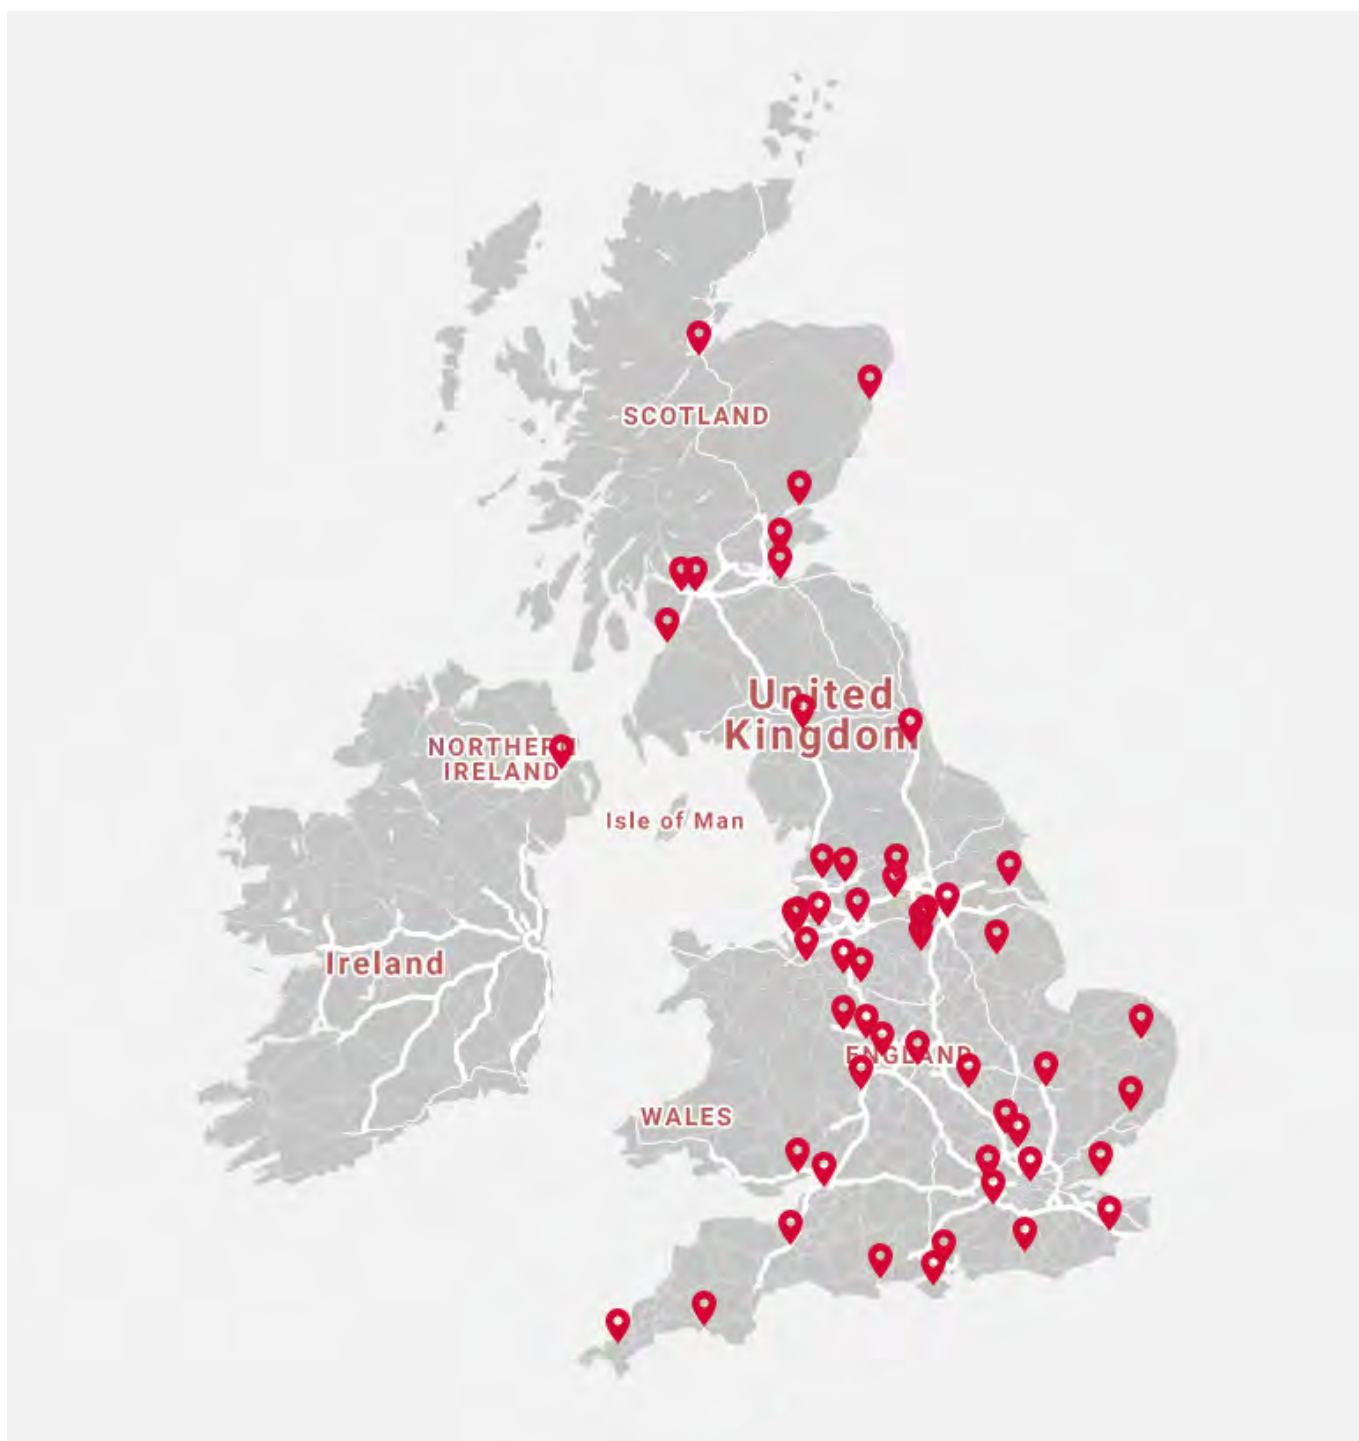 SCOTLAND
United
Kingdom
NORTHERN
IRELAND
Isle of Man
Ireland
ENGLAND
WALES